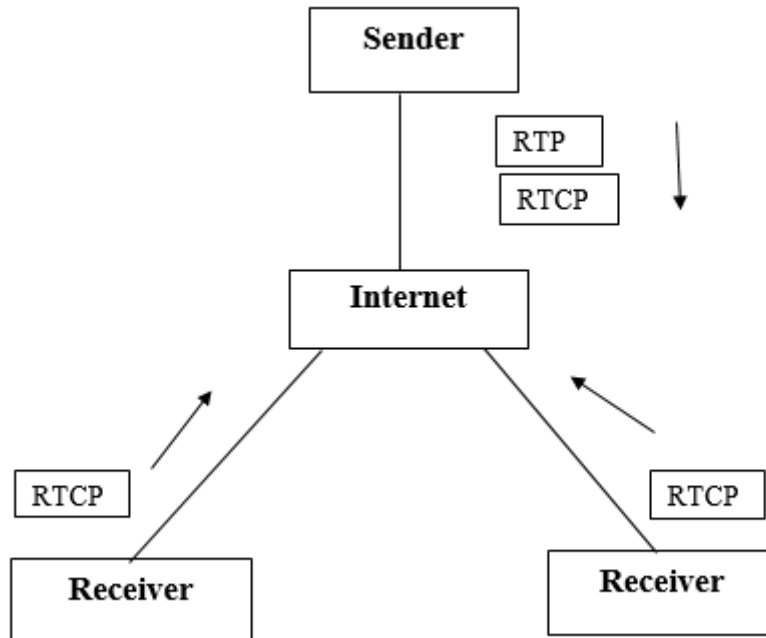 Sender
RTP
RTCP
Internet
RTCP
RTCP
Receiver
Receiver